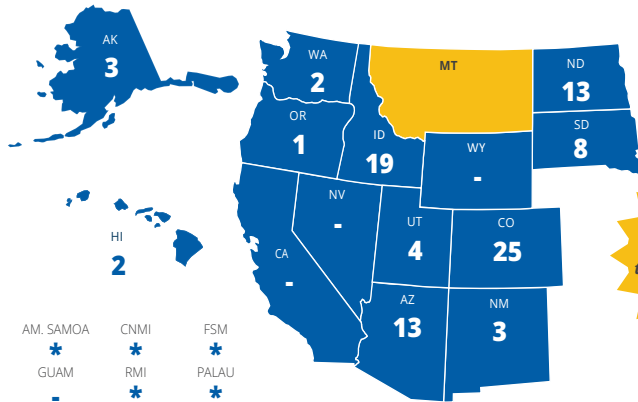 AK
3
WA
2
MT
ND
13
OR
1
ID
19
SD
8
WY
-
NV
-
HI
2
UT
4
CO
25
CA
-
AZ
13
NM
3
AM. SAMOA CNMI FSM
* * *
GUAM RMI PALAU
- * *